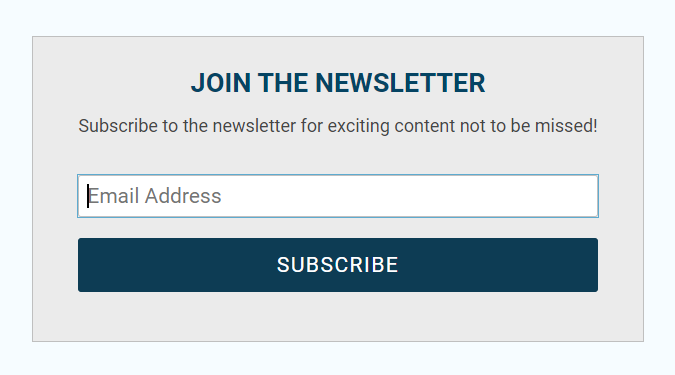 JOIN THE NEWSLETTER
Subscribe to the newsletter for exciting content not to be missed!
Email Address
SUBSCRIBE